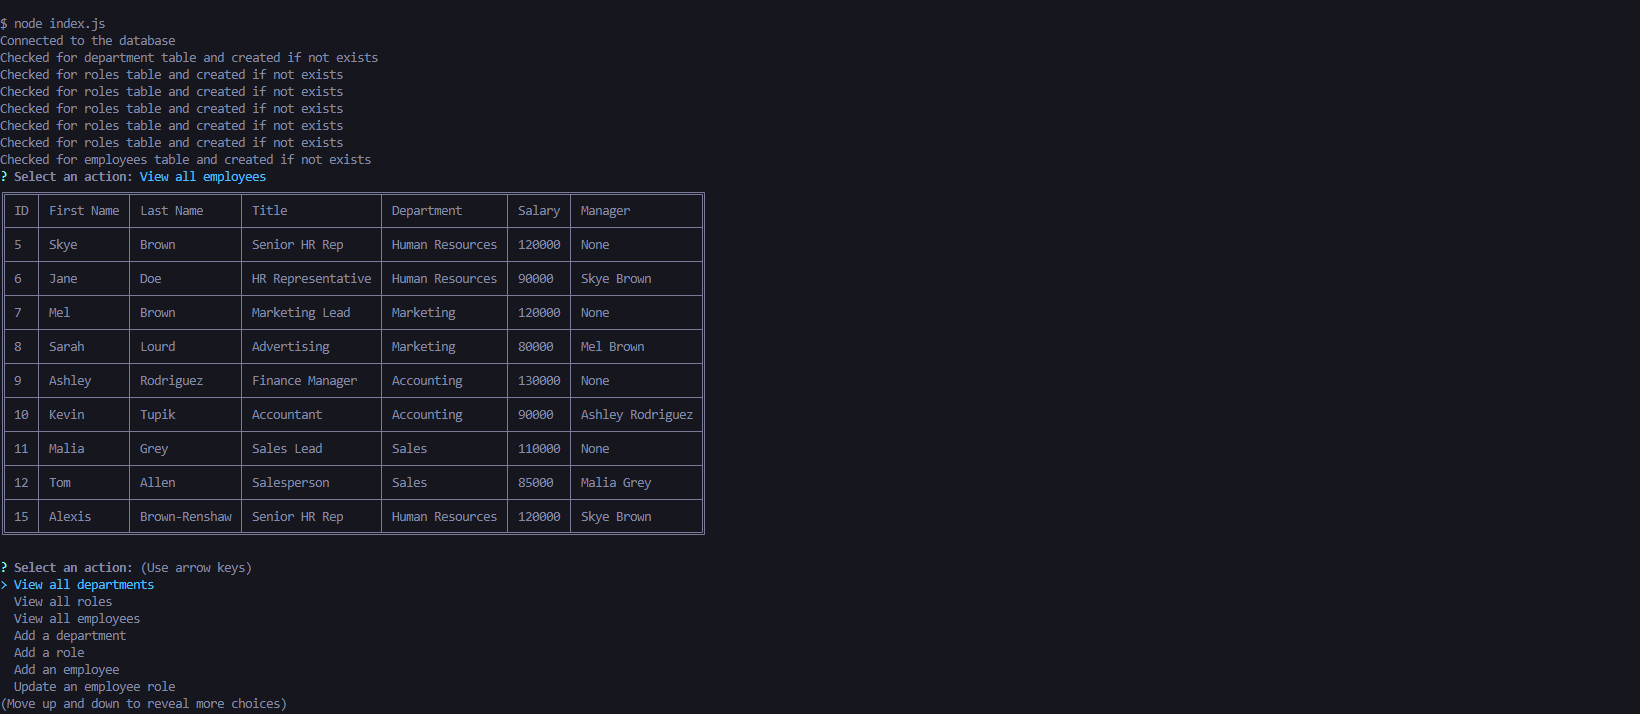 $ node index.js
Connected to the database
Checked for department table and created if not exists
Checked for roles table and created if not exists
Checked for roles table and created if not exists
Checked for roles table and created if not exists
Checked for roles table and created if not exists
Checked for roles table and created if not exists
Checked for employees table and created if not exists
? Select an action: View all employees
ID First Name Last Name Title Department Salary Manager
5 Skye Brown Senior HR Rep Human Resources 120000 None
6 Jane Doe HR Representative Human Resources 90000 Skye Brown
7 Mel Brown Marketing Lead Marketing 120000 None
8 Sarah Lourd Advertising Marketing 80000 Mel Brown
9 Ashley Rodriguez Finance Manager Accounting 130000 None
10 Kevin Tupik Accountant Accounting 90000 Ashley Rodriguez
11 Malia Grey Sales Lead Sales 110000 None
12 Tom Allen Salesperson Sales 85000 Malia Grey
15 Alexis Brown-Renshaw Senior HR Rep Human Resources 120000 Skye Brown
? Select an action: (Use arrow keys)
> View all departments
View all roles
View all employees
Add a department
Add a role
Add an employee
Update an employee role
(Move up and down to reveal more choices)